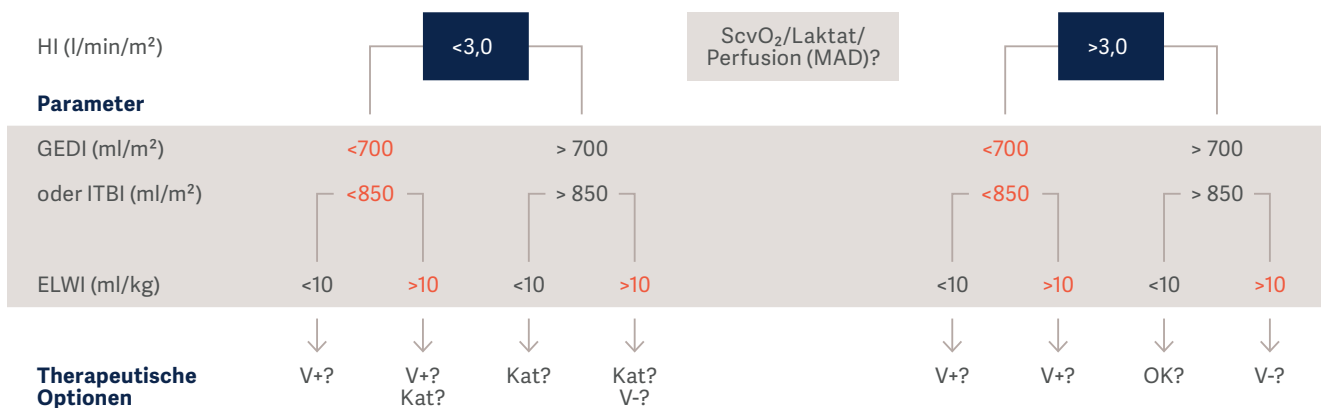 HI (l/min/m²) <3,0 ScvO₂/Laktat/ >3,0
Perfusion (MAD)?
Parameter
GEDI (ml/m²) <700 > 700 <700 > 700
oder ITBI (ml/m²) <850 > 850 <850 > 850
ELWI (ml/kg) <10 >10 <10 >10 <10 >10 <10 >10
Therapeutische V+? V+? Kat? Kat? V+? V+? OK? V-?
Optionen Kat? V-?